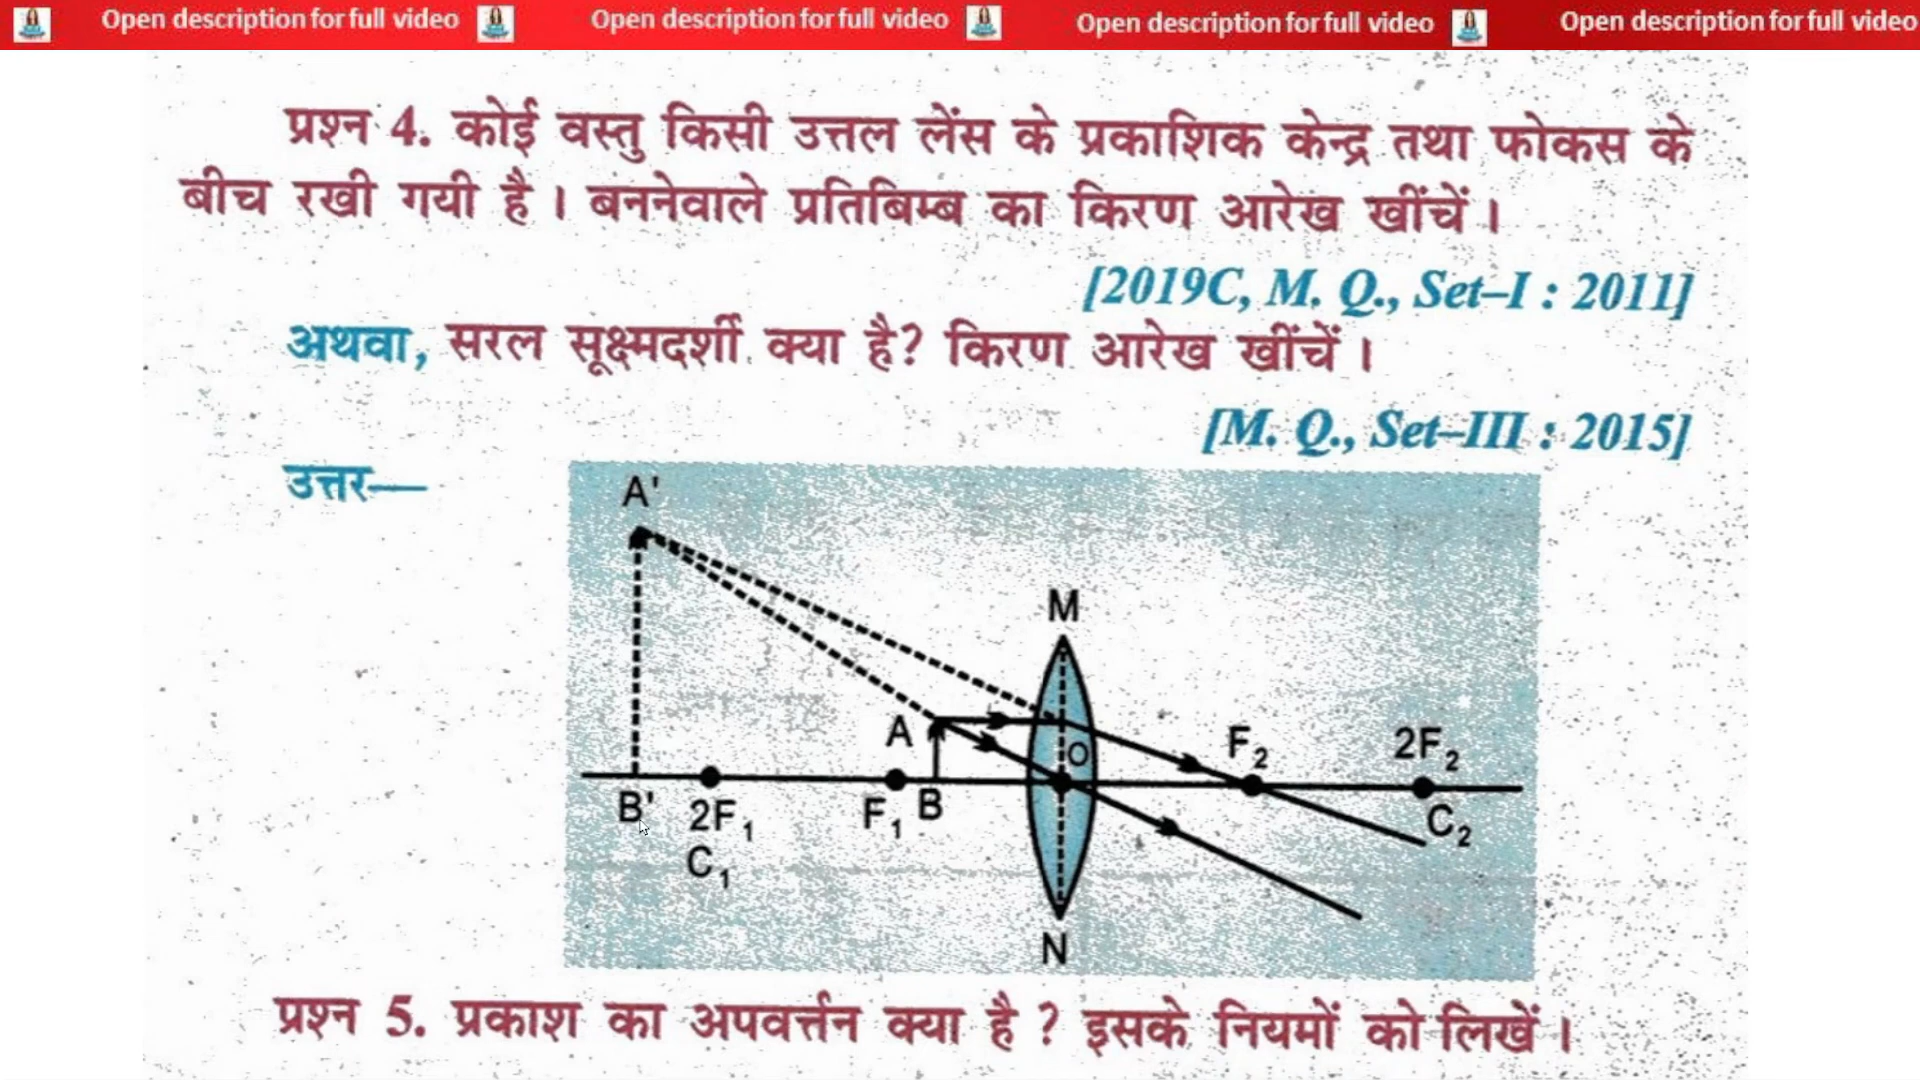 Open description for full video Open description for full video Open description for full video Open description for full video
प्रश्न 4. कोई वस्तु किसी उत्तल लेंस के प्रकाशिक केन्द्र तथा फोकस के
बीच रखी गयी है । बननेवाले प्रतिबिम्ब का किरण आरेख खींचें ।
[2019C, M. Q., Set–I : 2011]
अथवा, सरल सूक्ष्मदर्शी क्या है? किरण आरेख खींचें ।
[M. Q., Set–III : 2015]
उत्तर—
A'
M
A
O
F₂
2F₂
B'
2F₁
F₁
B
C₂
C₁
N
प्रश्न 5. प्रकाश का अपवर्त्तन क्या है ? इसके नियमों को लिखें ।